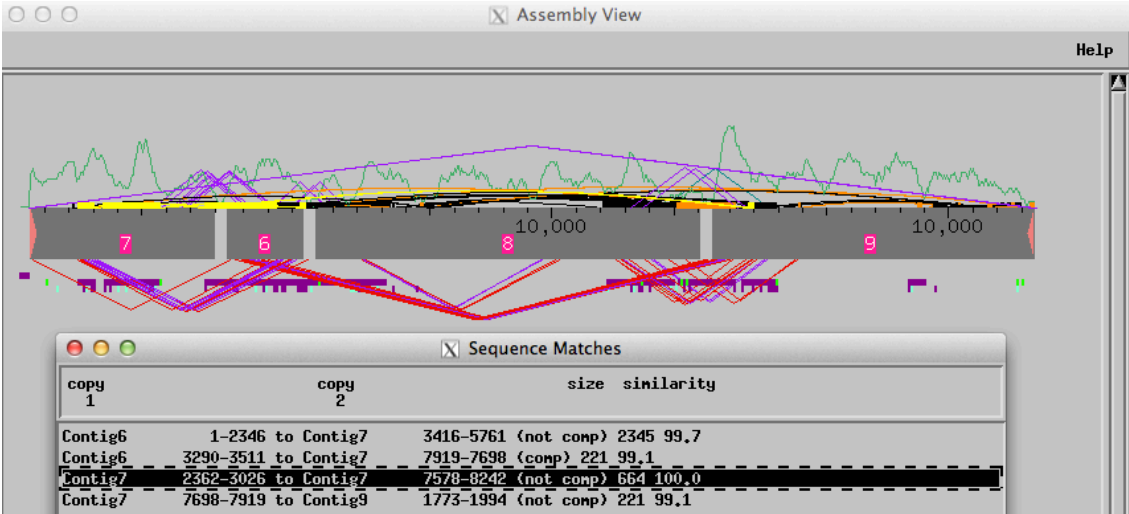 Assembly View
Help
10,000 10,000
7 6 8 9
Sequence Matches
copy copy size similarity
1 2
Contig6 1-2346 to Contig7 3416-5761 (not comp) 2345 99.7
Contig6 3290-3511 to Contig7 7919-7698 (comp) 221 99.1
Contig7 2362-3026 to Contig7 7578-8242 (not comp) 664 100.0
Contig7 7698-7919 to Contig9 1773-1994 (not comp) 221 99.1